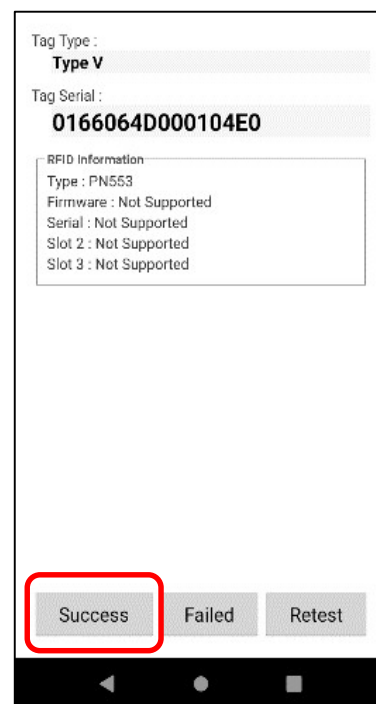 Tag Type :
Type V
Tag Serial :
0166064D000104E0
RFID Information
Type : PN553
Firmware : Not Supported
Serial : Not Supported
Slot 2 : Not Supported
Slot 3 : Not Supported
Success Failed Retest